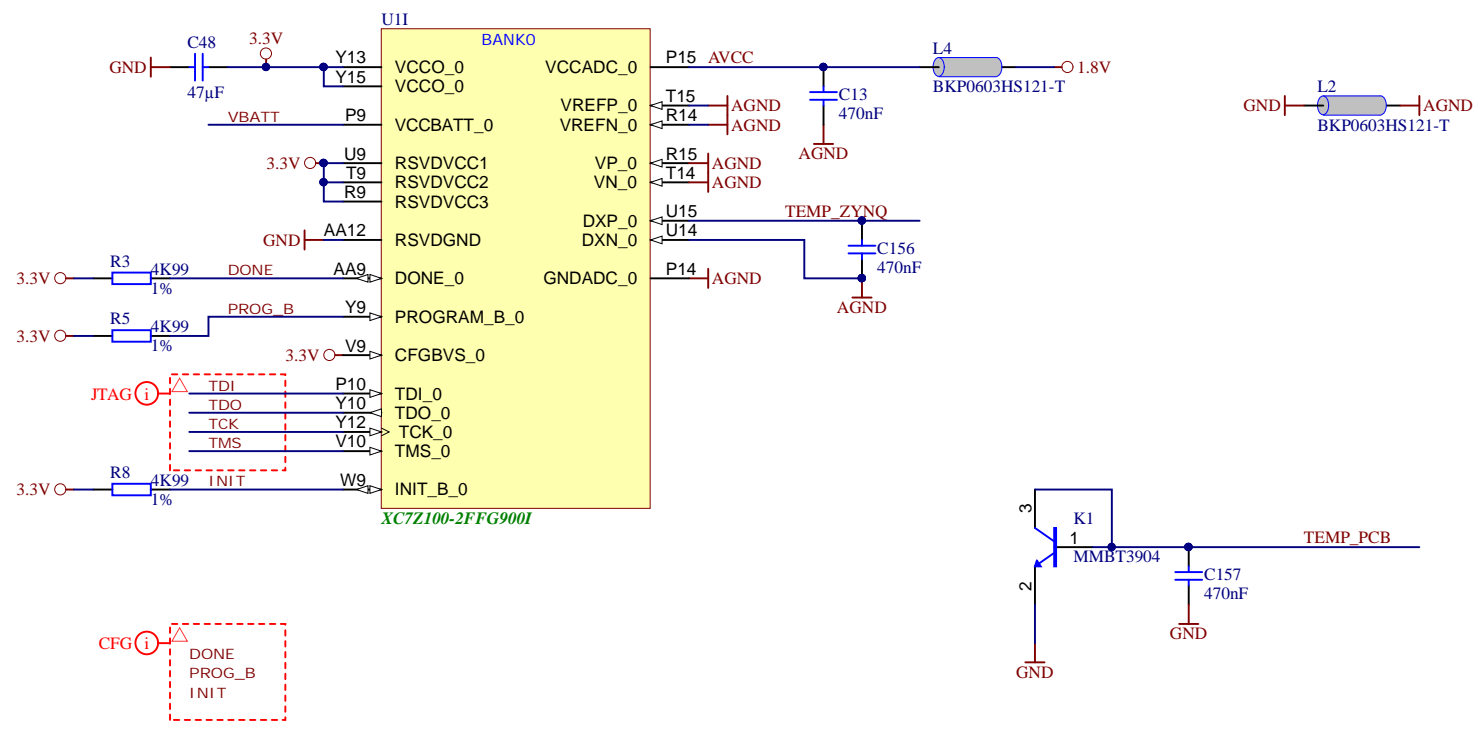 U1I
BANK0
GND
C48
47µF
3.3V
Y13
VCCO_0
Y15
VCCO_0
VBATT
P9
VCCBATT_0
3.3V
U9
RSVDVCC1
T9
RSVDVCC2
R9
RSVDVCC3
GND
AA12
RSVDGND
3.3V
R3
4K99
1%
DONE
AA9
DONE_0
3.3V
R5
4K99
1%
PROG_B
Y9
PROGRAM_B_0
3.3V
V9
CFGBVS_0
JTAG
i
TDI
P10
TDI_0
TDO
Y10
TDO_0
TCK
Y12
TCK_0
TMS
V10
TMS_0
3.3V
R8
4K99
1%
INIT
W9
INIT_B_0
XC7Z100-2FFG900I
VCCADC_0
P15
AVCC
L4
BKP0603HS121-T
1.8V
C13
470nF
AGND
VREFP_0
T15
AGND
VREFN_0
R14
AGND
VP_0
R15
AGND
VN_0
T14
AGND
DXP_0
U15
TEMP_ZYNQ
DXN_0
U14
C156
470nF
AGND
GNDADC_0
P14
AGND
GND
L2
BKP0603HS121-T
AGND
3
K1
1
MMBT3904
2
GND
TEMP_PCB
C157
470nF
GND
CFG
i
DONE
PROG_B
INIT